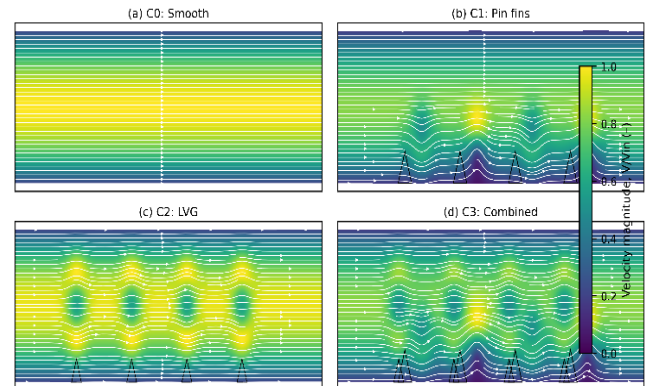 (a) C0: Smooth
(b) C1: Pin fins
1.0
0.8
0.6
0.4
0.2
0.0
Velocity magnitude, V/Vin (–)
(c) C2: LVG
(d) C3: Combined